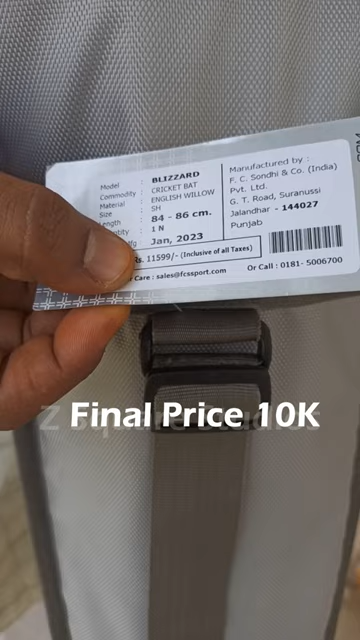 Model : BLIZZARD
Commodity : CRICKET BAT
Material : ENGLISH WILLOW
Size : SH
Length : 84 - 86 cm.
: 1 N
: Jan, 2023
Rs. 11599/- (Inclusive of all Taxes)
Care : sales@fcssport.com
Manufactured by :
F. C. Sondhi & Co. (India)
Pvt. Ltd.
G. T. Road, Suranussi
Jalandhar - 144027
Punjab
Or Call : 0181- 5006700
Final Price 10K